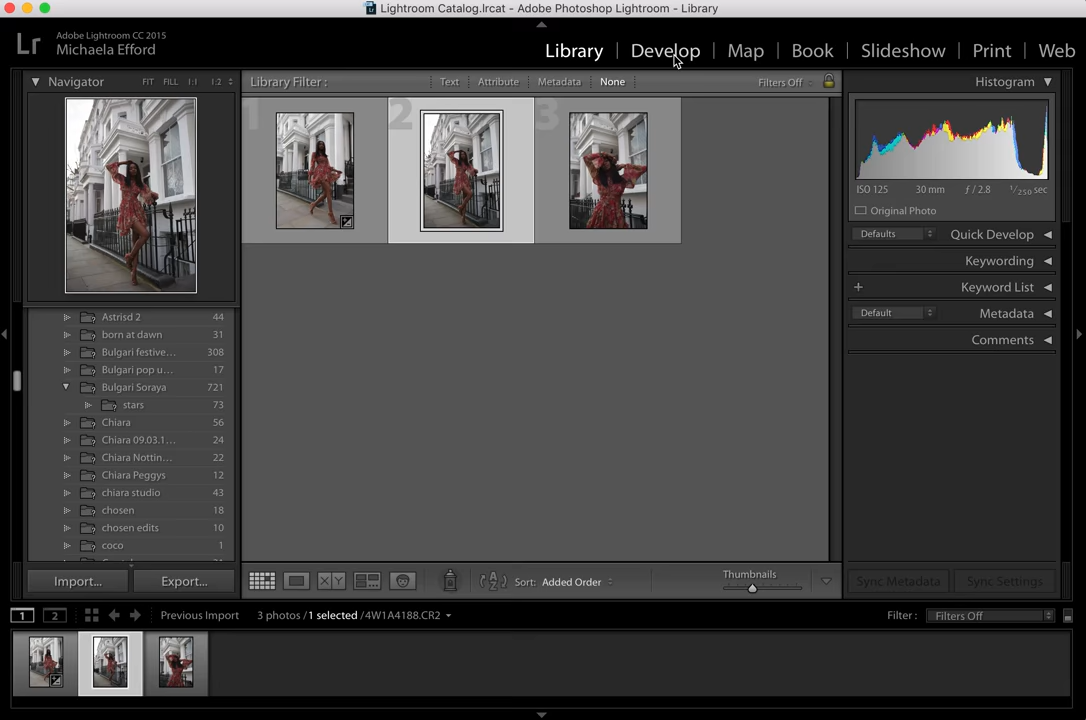 Lightroom Catalog.lrcat - Adobe Photoshop Lightroom - Library
Lr
Adobe Lightroom CC 2015
Michaela Efford
Library | Develop | Map | Book | Slideshow | Print | Web
Navigator FIT FILL 1:1 1:2
Library Filter : Text Attribute Metadata None Filters Off
Histogram
1 2 3
ISO 125 30 mm ƒ / 2.8 1/250 sec
Original Photo
Defaults Quick Develop
Keywording
+ Keyword List
Default Metadata
Comments
Astrisd 2 44
born at dawn 31
Bulgari festive... 308
Bulgari pop u... 17
Bulgari Soraya 721
stars 73
Chiara 56
Chiara 09.03.1... 24
Chiara Nottin... 22
Chiara Peggys 12
chiara studio 43
chosen 18
chosen edits 10
coco 1
Import... Export...
X Y
A Z
Sort: Added Order
Thumbnails
Sync Metadata Sync Settings
1 2 Previous Import 3 photos / 1 selected / 4W1A4188.CR2 Filter : Filters Off